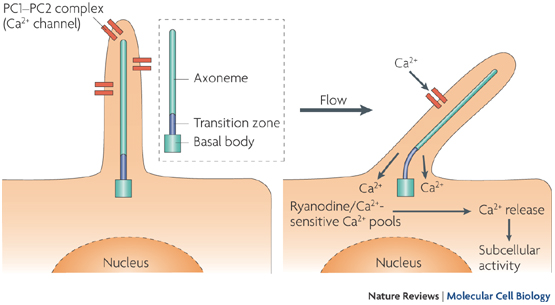 PC1–PC2 complex
(Ca²⁺ channel)
Axoneme
Transition zone
Basal body
Nucleus
Flow
Ca²⁺
Ca²⁺
Ca²⁺
Ryanodine/Ca²⁺-
sensitive Ca²⁺ pools
Ca²⁺ release
Subcellular
activity
Nucleus
Nature Reviews | Molecular Cell Biology